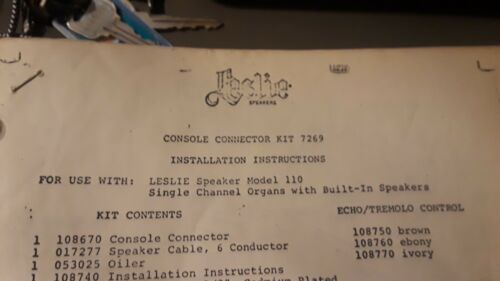 Leslie
SPEAKERS
CONSOLE CONNECTOR KIT 7269
INSTALLATION INSTRUCTIONS
FOR USE WITH: LESLIE Speaker Model 110
Single Channel Organs with Built-In Speakers
KIT CONTENTS ECHO/TREMOLO CONTROL
1 108670 Console Connector 108750 brown
1 017277 Speaker Cable, 6 Conductor 108760 ebony
1 053025 Oiler 108770 ivory
1 108740 Installation Instructions
Cadmium Plated